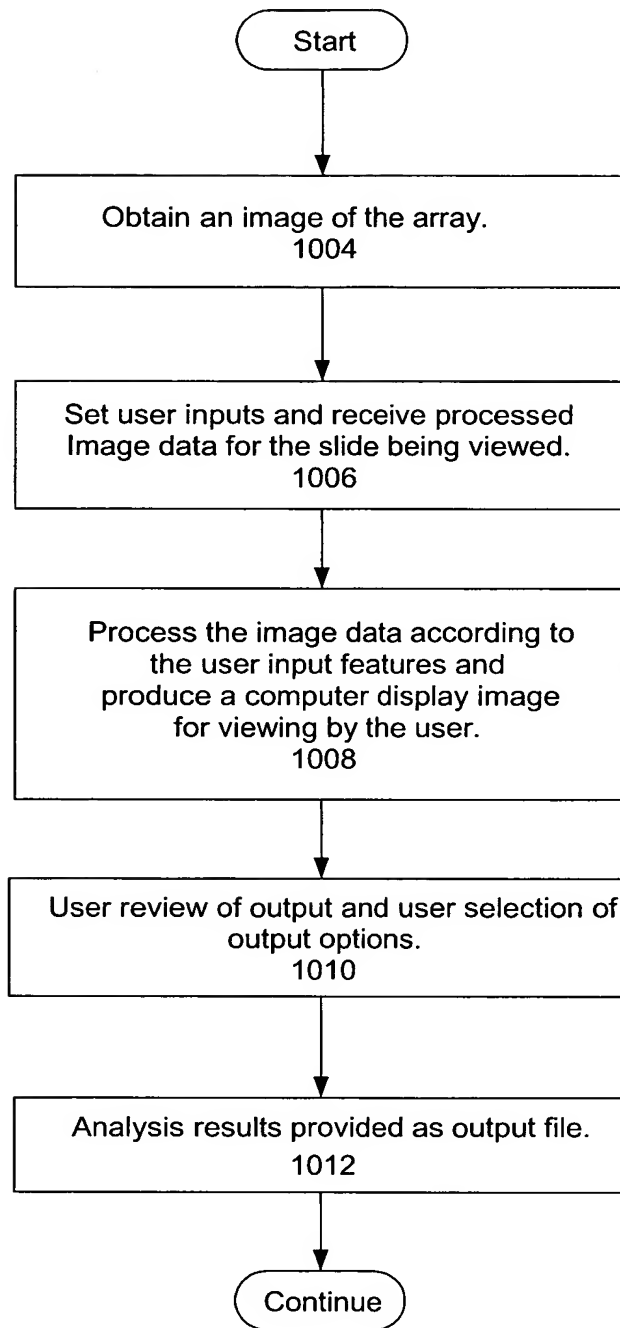 Start
Obtain an image of the array.
1004
Set user inputs and receive processed
Image data for the slide being viewed.
1006
Process the image data according to
the user input features and
produce a computer display image
for viewing by the user.
1008
User review of output and user selection of
output options.
1010
Analysis results provided as output file.
1012
Continue